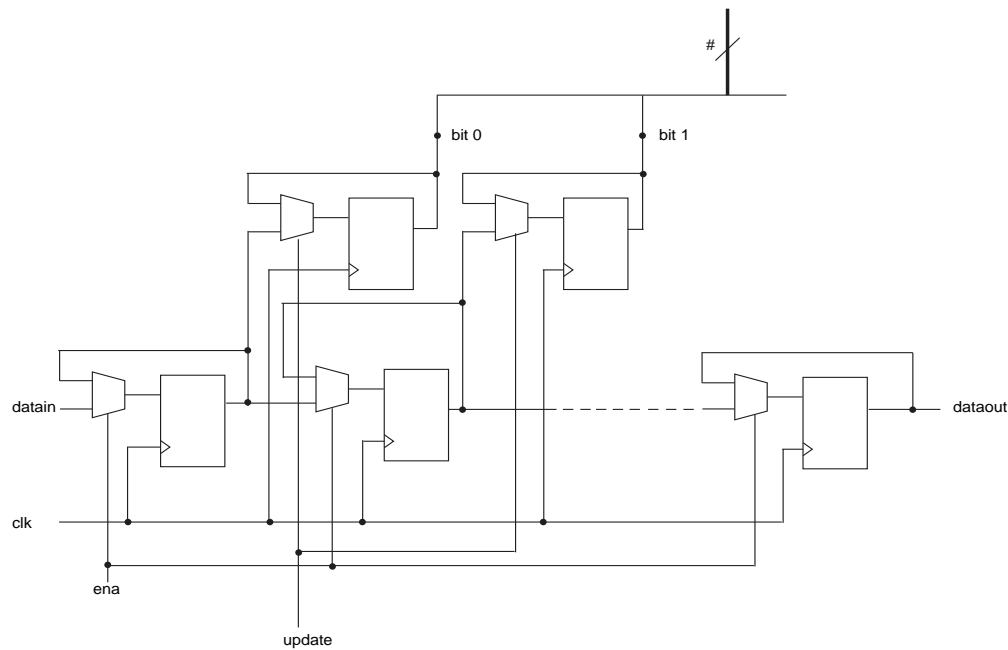 #
bit 0
bit 1
datain
dataout
clk
ena
update